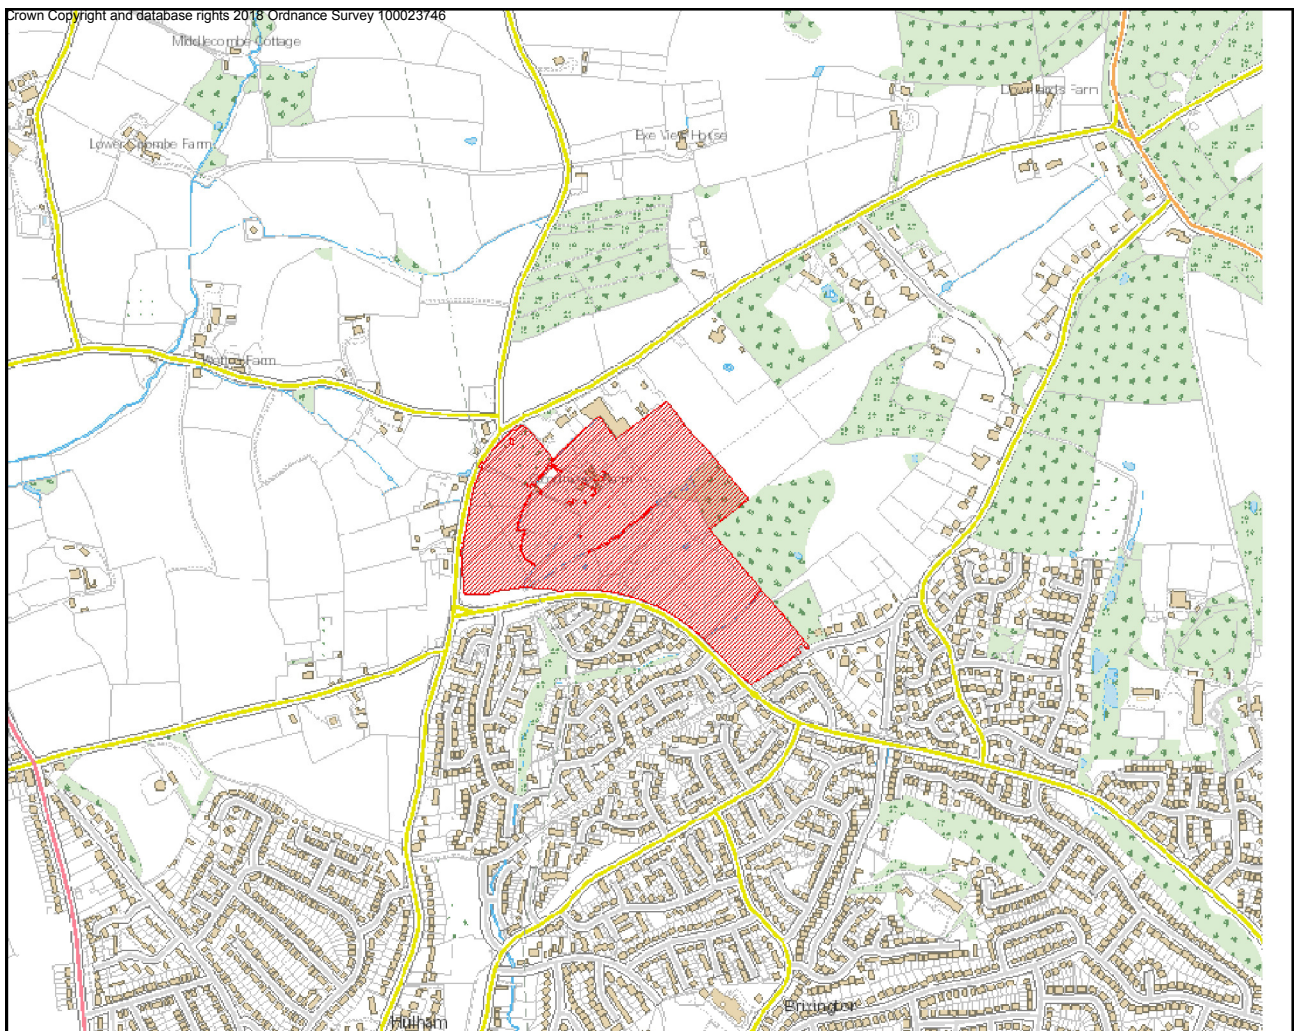 Crown Copyright and database rights 2018 Ordnance Survey 100023746
Middlecombe Cottage
Lower Coombe Farm
Exe View House
Farm
Farm
Hulham
Brixington